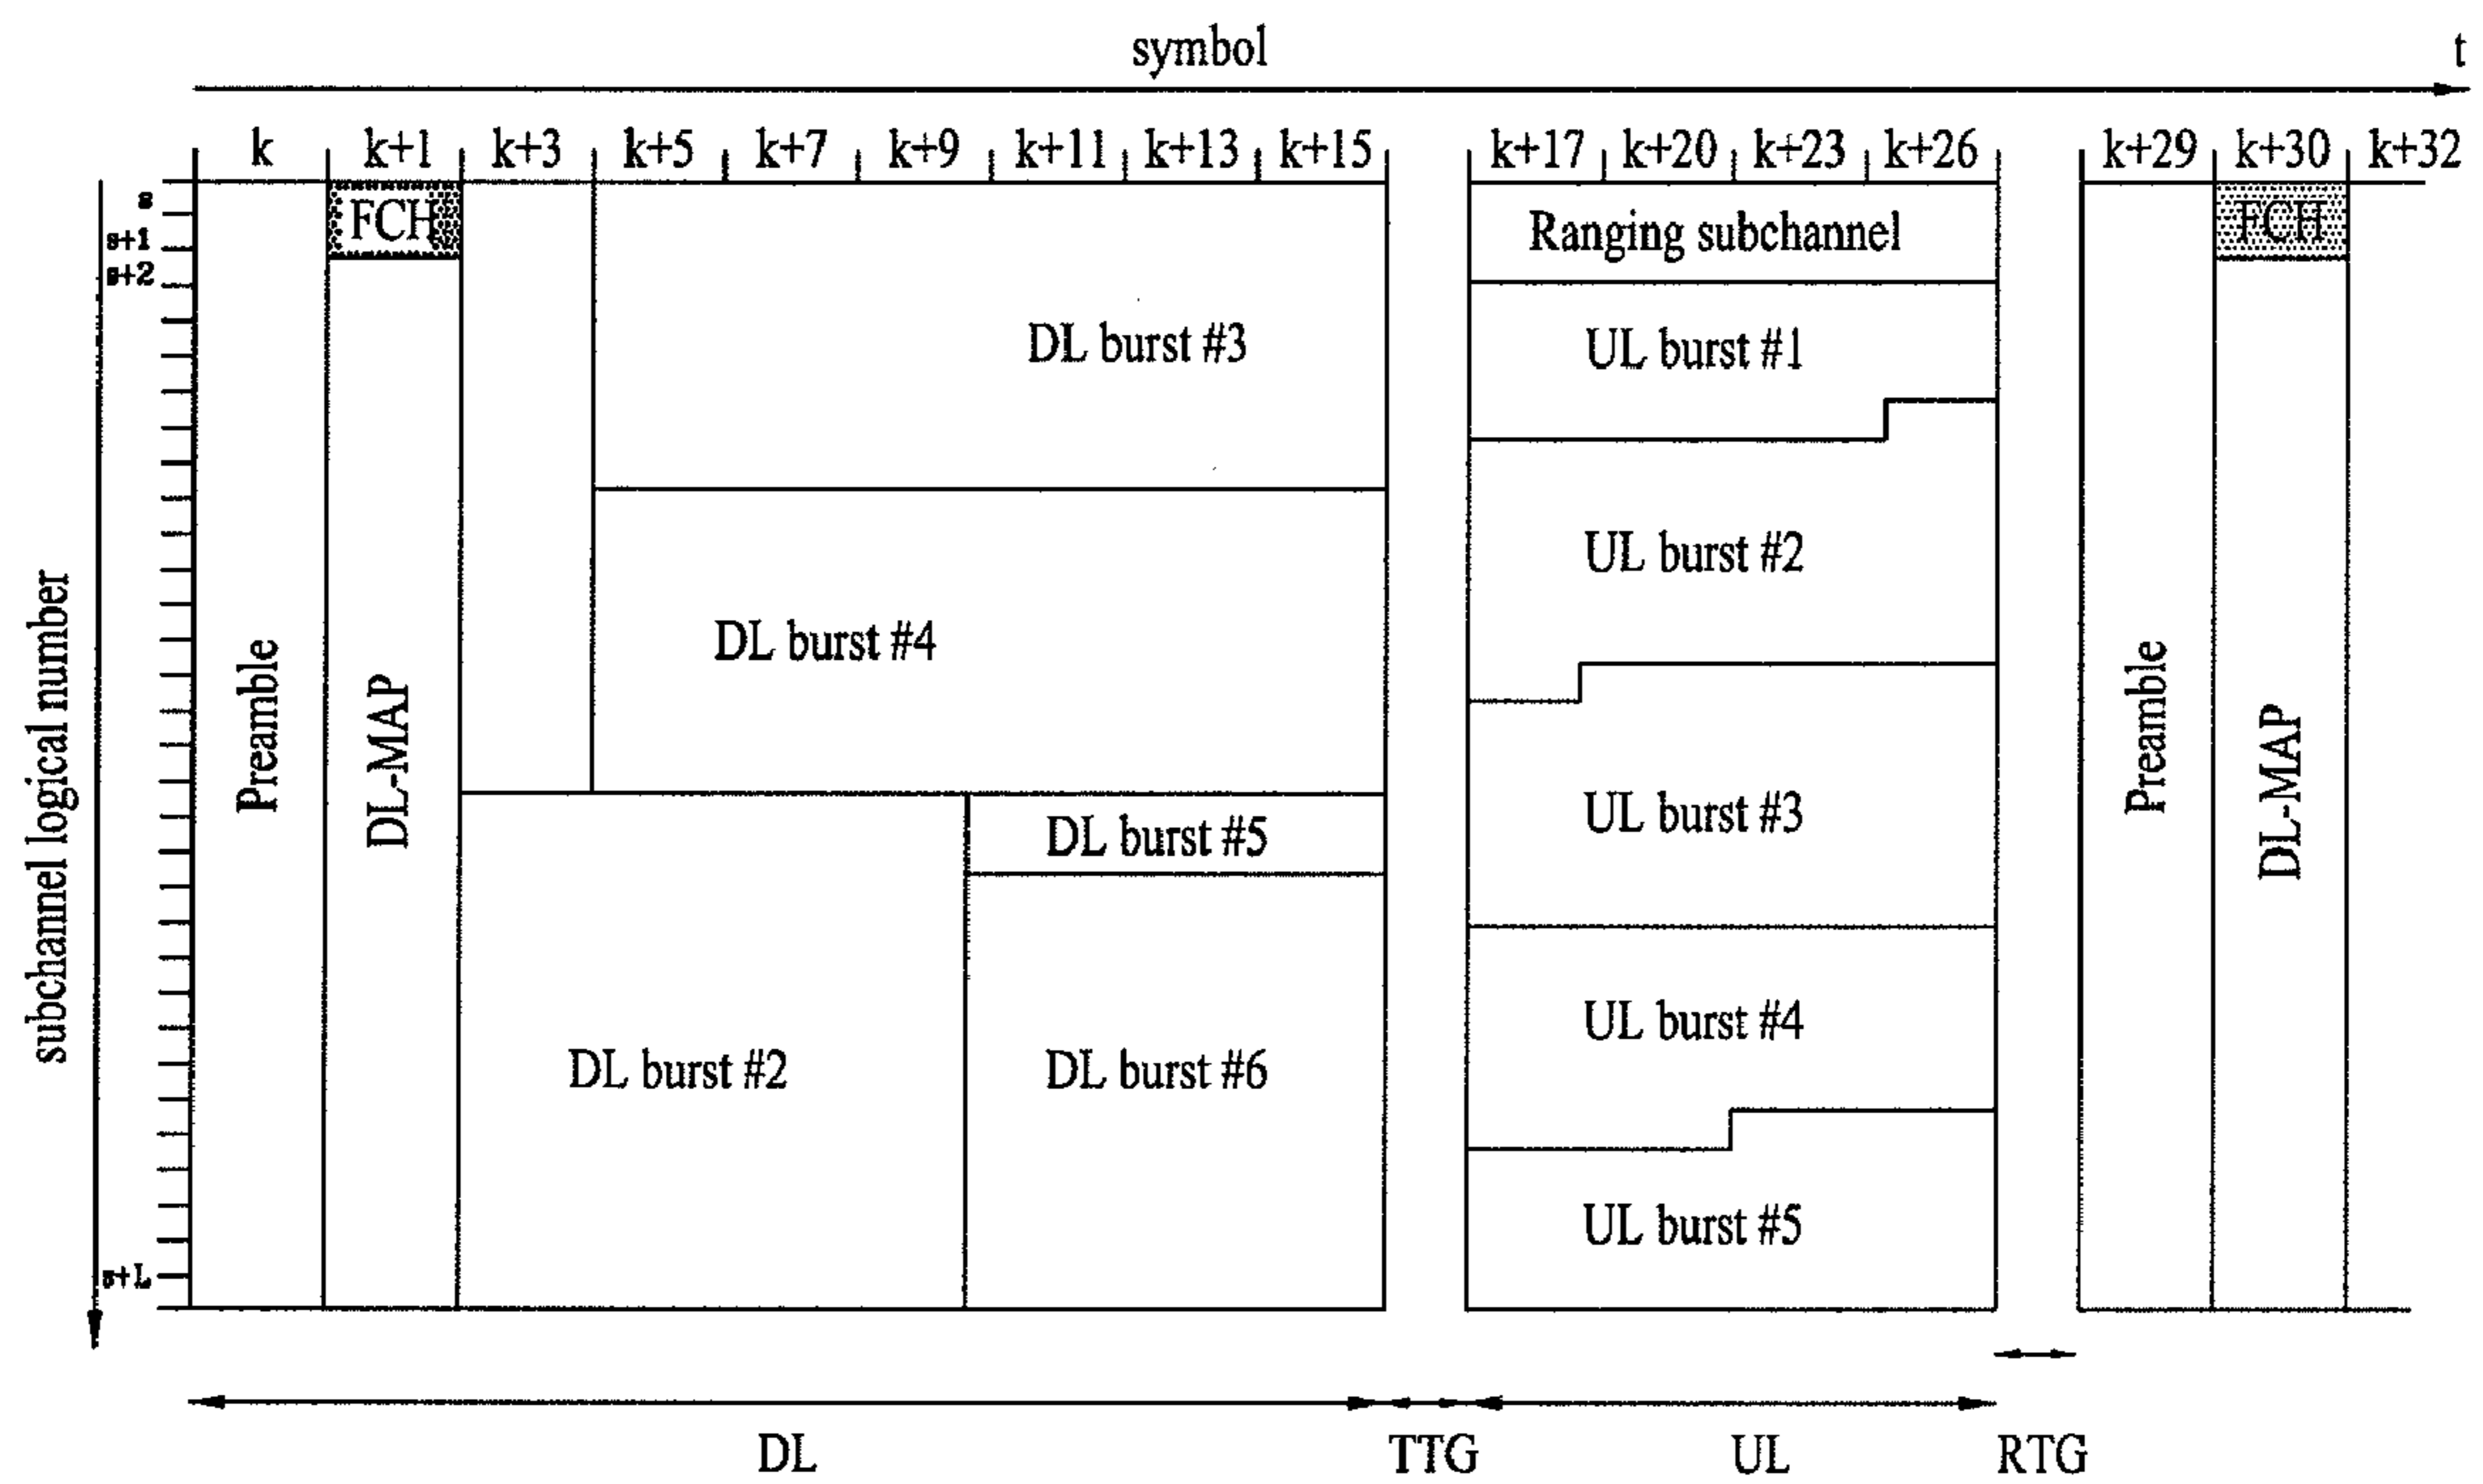 symbol
t
k k+1 k+3 k+5 k+7 k+9 k+11 k+13 k+15 k+17 k+20 k+23 k+26 k+29 k+30 k+32
s
s+1
s+2
s+L
subchannel logical number
Preamble
FCH
DL-MAP
DL burst #3
DL burst #4
DL burst #5
DL burst #2
DL burst #6
Ranging subchannel
UL burst #1
UL burst #2
UL burst #3
UL burst #4
UL burst #5
Preamble
FCH
DL-MAP
DL TTG UL RTG